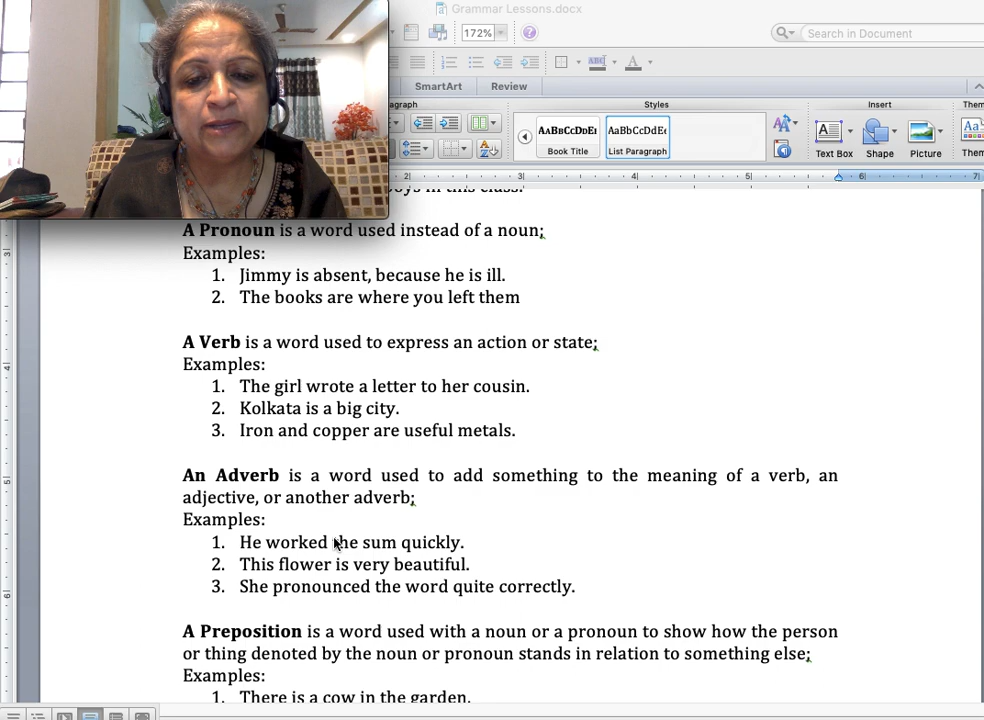 Grammar Lessons.docx
172%
Search in Document
SmartArt
Review
Styles
Insert
AaBbCcDdEe
Book Title
AaBbCcDdEe
List Paragraph
Text Box
Shape
Picture
oys in this class.
A Pronoun is a word used instead of a noun;
Examples:
1. Jimmy is absent, because he is ill.
2. The books are where you left them
A Verb is a word used to express an action or state;
Examples:
1. The girl wrote a letter to her cousin.
2. Kolkata is a big city.
3. Iron and copper are useful metals.
An Adverb is a word used to add something to the meaning of a verb, an
adjective, or another adverb;
Examples:
1. He worked the sum quickly.
2. This flower is very beautiful.
3. She pronounced the word quite correctly.
A Preposition is a word used with a noun or a pronoun to show how the person
or thing denoted by the noun or pronoun stands in relation to something else;
Examples:
1. There is a cow in the garden.